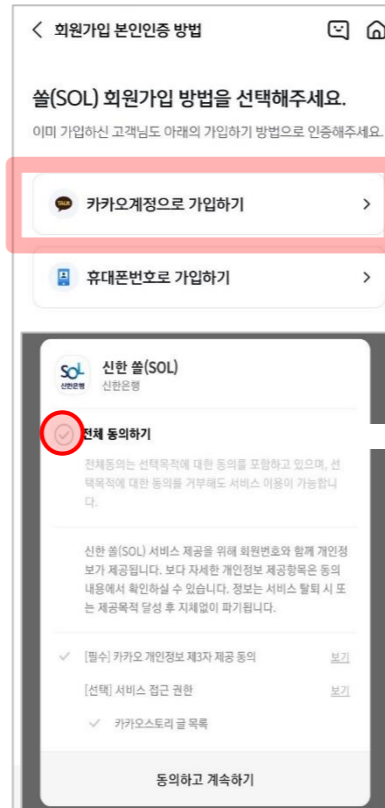 회원가입 본인인증 방법
쏠(SOL) 회원가입 방법을 선택해주세요.
이미 가입하신 고객님도 아래의 가입하기 방법으로 인증해주세요.
TALK 카카오계정으로 가입하기
휴대폰번호로 가입하기
SOL 신한 쏠(SOL)
신한은행 신한은행
전체 동의하기
전체동의는 선택목적에 대한 동의를 포함하고 있으며, 선
택목적에 대한 동의를 거부해도 서비스 이용이 가능합니
다.
신한 쏠(SOL) 서비스 제공을 위해 회원번호와 함께 개인정
보가 제공됩니다. 보다 자세한 개인정보 제공항목은 동의
내용에서 확인하실 수 있습니다. 정보는 서비스 탈퇴 시 또
는 제공목적 달성 후 지체없이 파기됩니다.
[필수] 카카오 개인정보 제3자 제공 동의 보기
[선택] 서비스 접근 권한 보기
카카오스토리 글 목록
동의하고 계속하기